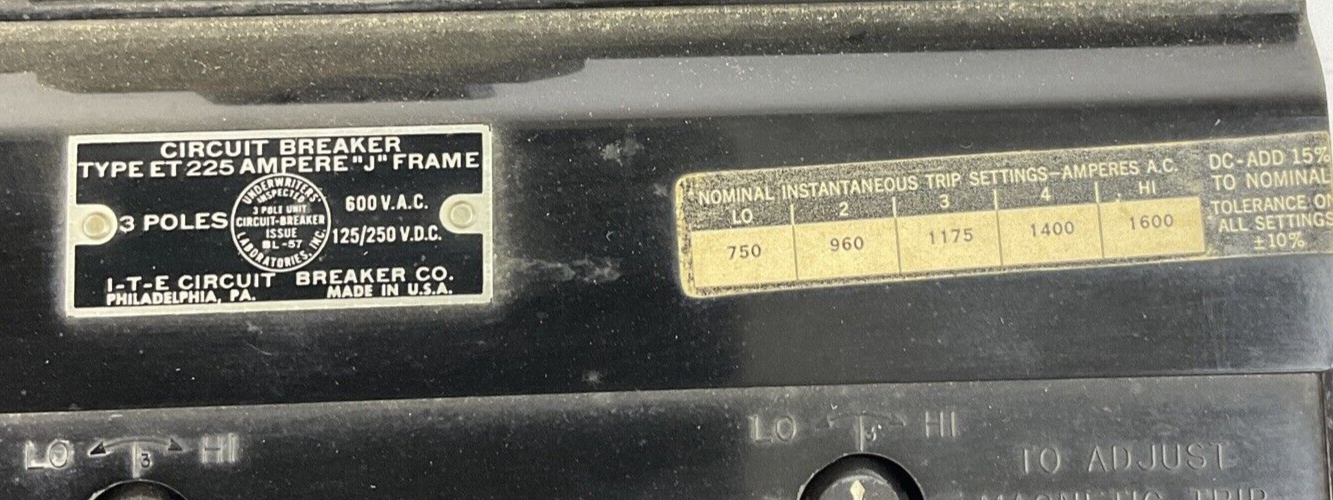 CIRCUIT BREAKER
TYPE ET 225 AMPERE "J" FRAME
3 POLES
UNDERWRITERS'
INSPECTED
3 POLE UNIT
CIRCUIT-BREAKER
ISSUE
BL-57
LABORATORIES, INC.
600 V.A.C.
125/250 V.D.C.
I-T-E CIRCUIT BREAKER CO.
PHILADELPHIA, PA. MADE IN U.S.A.
NOMINAL INSTANTANEOUS TRIP SETTINGS-AMPERES A.C.
LO 2 3 4 HI
750 960 1175 1400 1600
DC-ADD 15%
TO NOMINAL
TOLERANCE ON
ALL SETTINGS
±10%
LO 3 HI
LO 3 HI
TO ADJUST
TRIP